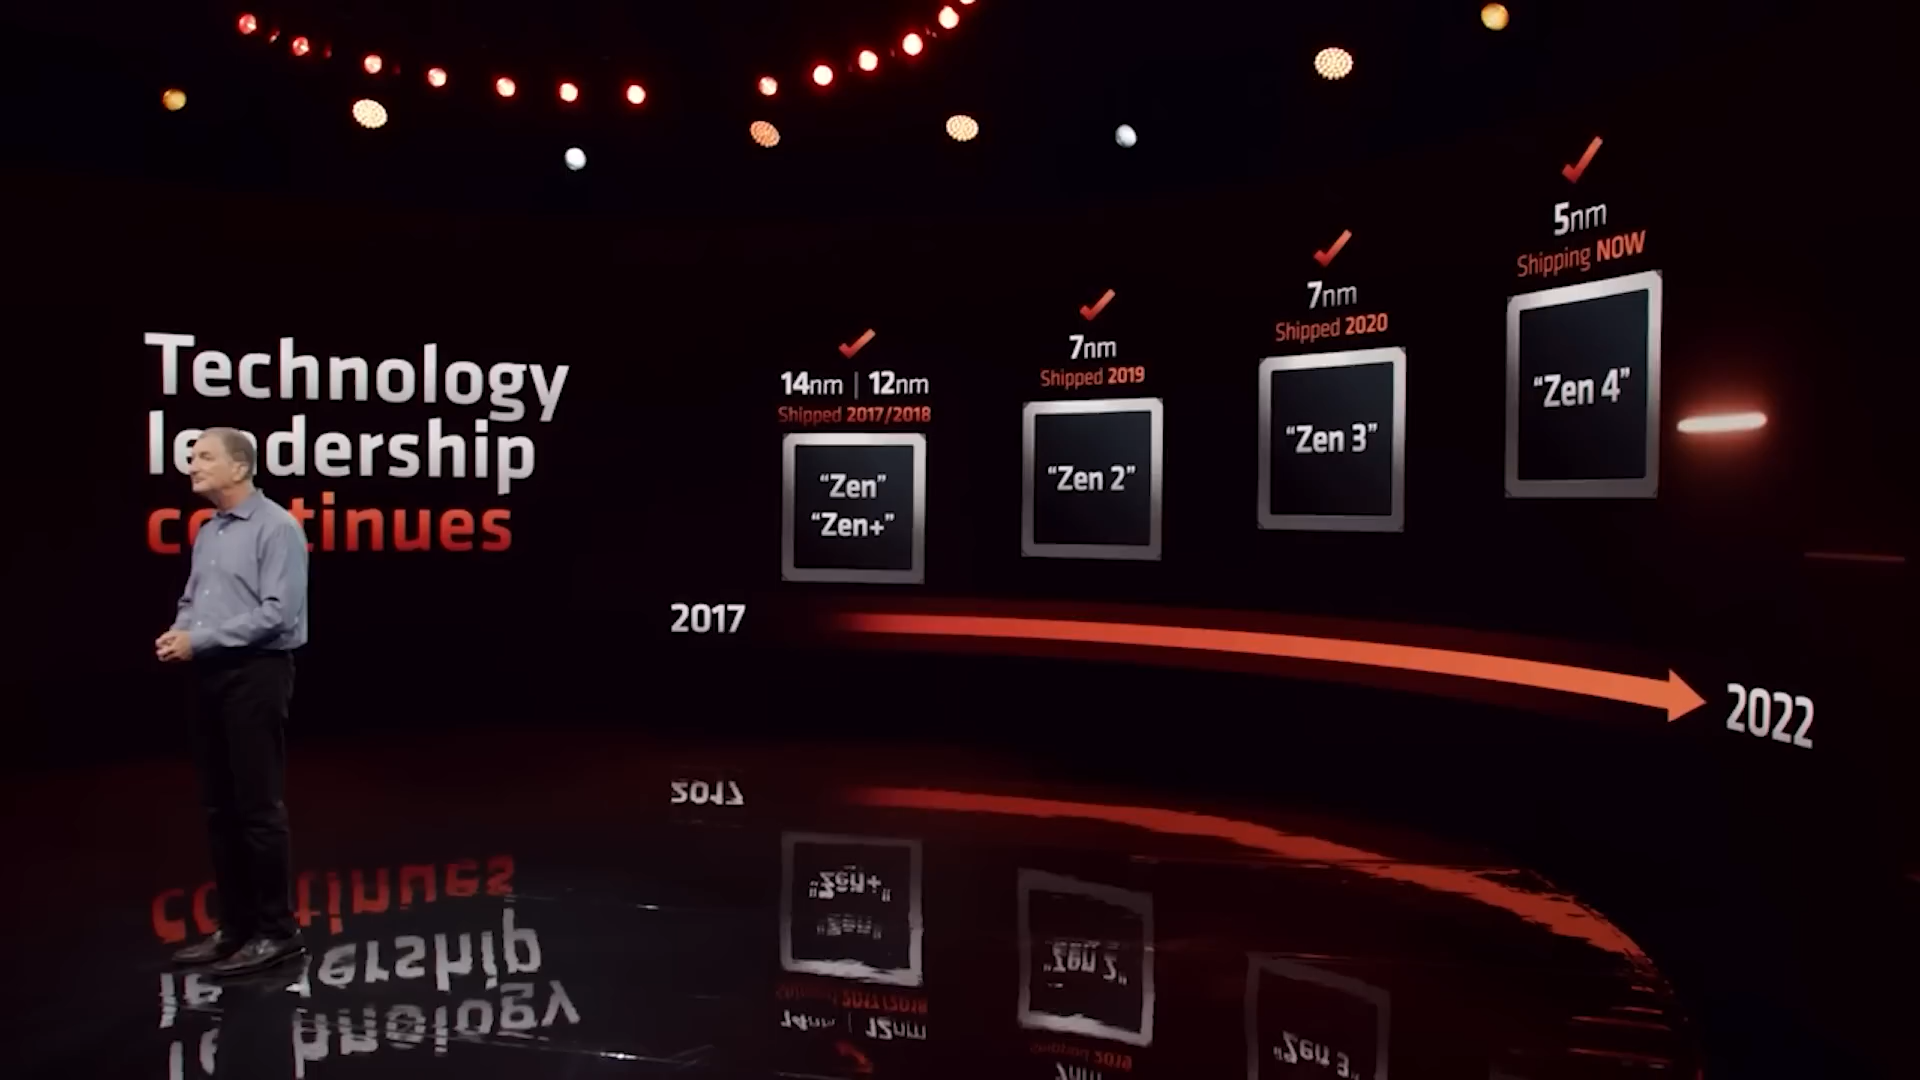 Technology
leadership
continues
14nm | 12nm
Shipped 2017/2018
"Zen"
"Zen+"
7nm
Shipped 2019
"Zen 2"
7nm
Shipped 2020
"Zen 3"
5nm
Shipping NOW
"Zen 4"
2017
2022